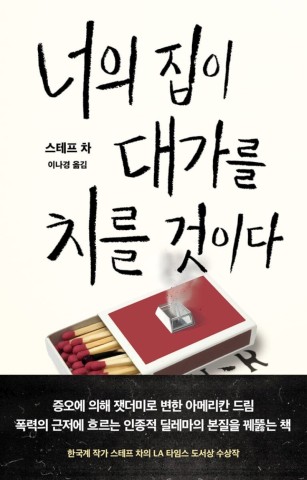 너의 집이
스테프 차
이나경 옮김
대가를
치를 것이다
증오에 의해 잿더미로 변한 아메리칸 드림
폭력의 근저에 흐르는 인종적 딜레마의 본질을 꿰뚫는 책
한국계 작가 스테프 차의 LA 타임스 도서상 수상작